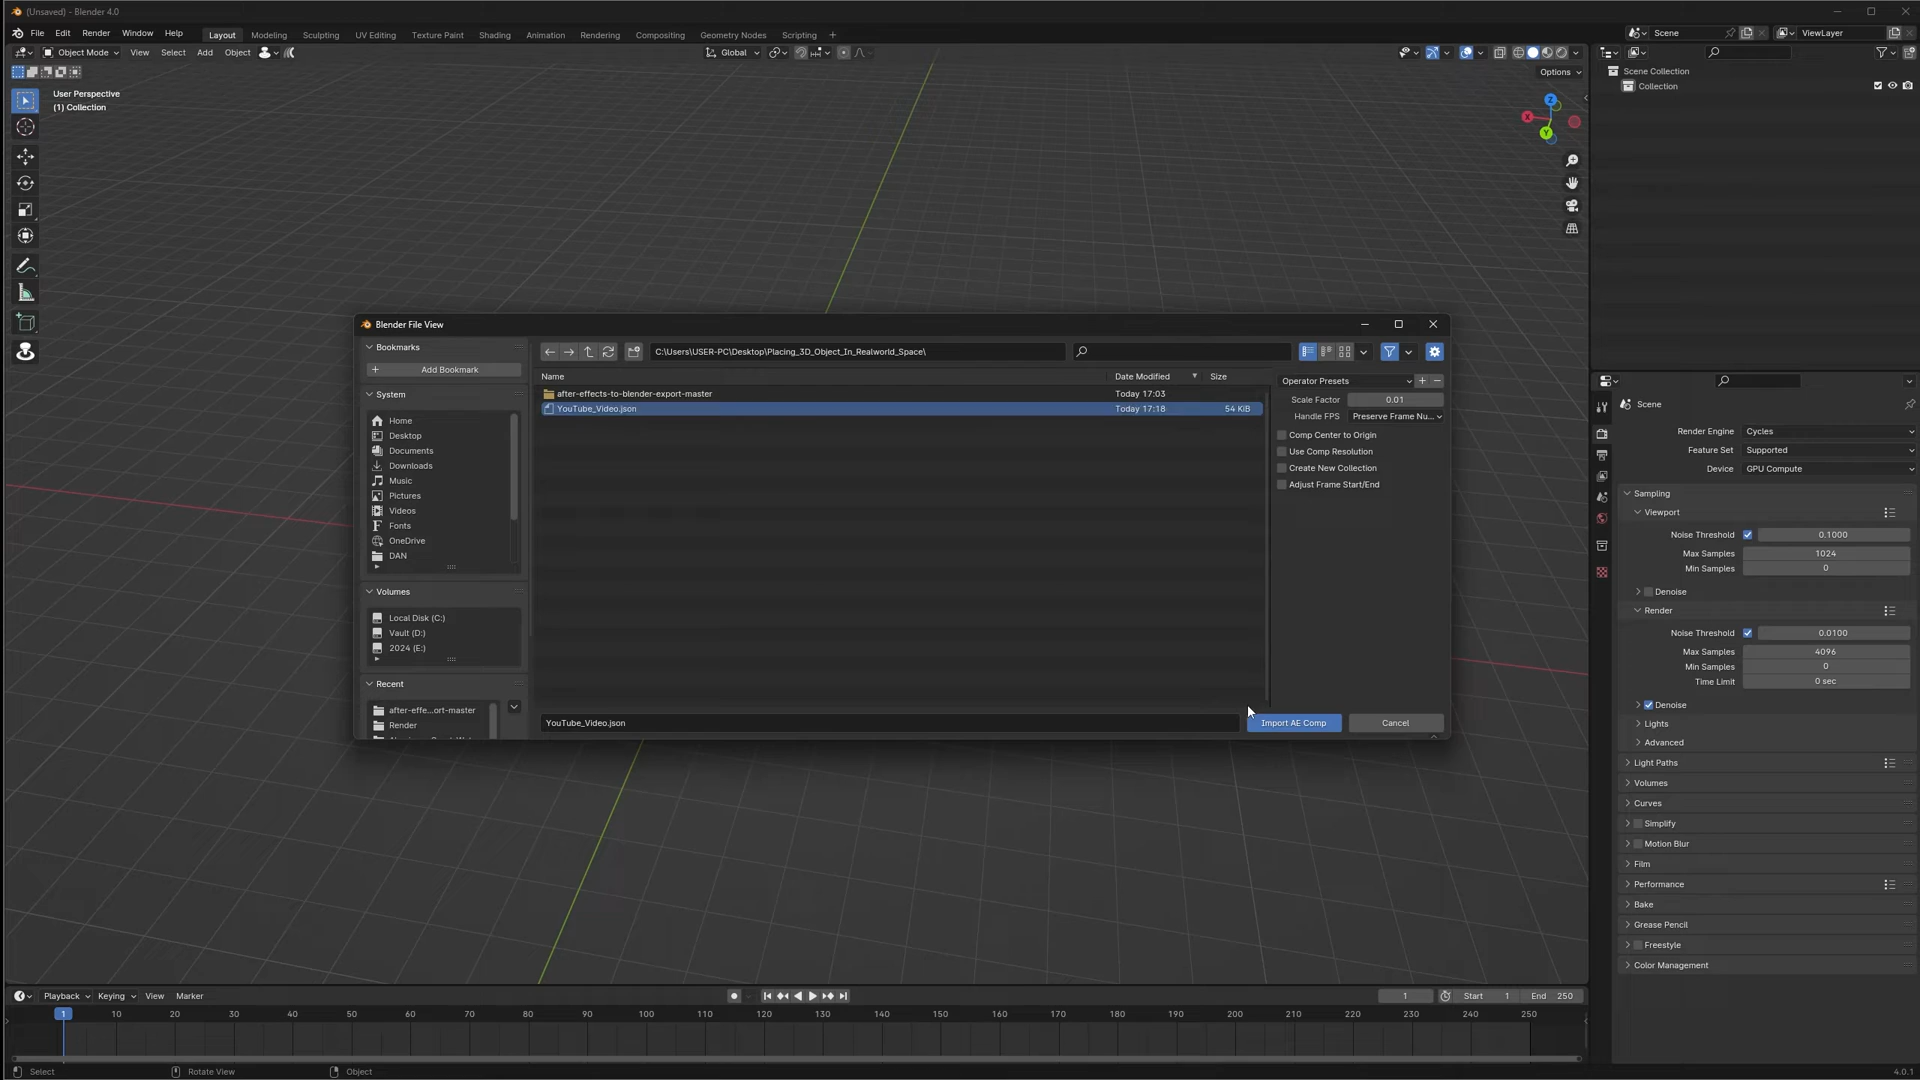 (Unsaved) - Blender 4.0
File Edit Render Window Help Layout Modeling Sculpting UV Editing Texture Paint Shading Animation Rendering Compositing Geometry Nodes Scripting + Scene ViewLayer
Object Mode View Select Add Object Global
Options
User Perspective
(1) Collection
Z
X
Y
Scene Collection
Collection
Blender File View
Bookmarks
Add Bookmark
System
Home
Desktop
Documents
Downloads
Music
Pictures
Videos
Fonts
OneDrive
DAN
Volumes
Local Disk (C:)
Vault (D:)
2024 (E:)
Recent
after-effe...ort-master
Render
C:\Users\USER-PC\Desktop\Placing_3D_Object_In_Realworld_Space\
Name Date Modified Size
after-effects-to-blender-export-master Today 17:03
YouTube_Video.json Today 17:18 54 KiB
Operator Presets
Scale Factor 0.01
Handle FPS Preserve Frame Nu...
Comp Center to Origin
Use Comp Resolution
Create New Collection
Adjust Frame Start/End
YouTube_Video.json Import AE Comp Cancel
Scene
Render Engine Cycles
Feature Set Supported
Device GPU Compute
Sampling
Viewport
Noise Threshold 0.1000
Max Samples 1024
Min Samples 0
Denoise
Render
Noise Threshold 0.0100
Max Samples 4096
Min Samples 0
Time Limit 0 sec
Denoise
Lights
Advanced
Light Paths
Volumes
Curves
Simplify
Motion Blur
Film
Performance
Bake
Grease Pencil
Freestyle
Color Management
Playback Keying View Marker 1 Start 1 End 250
1 10 20 30 40 50 60 70 80 90 100 110 120 130 140 150 160 170 180 190 200 210 220 230 240 250
Select Rotate View Object 4.0.1